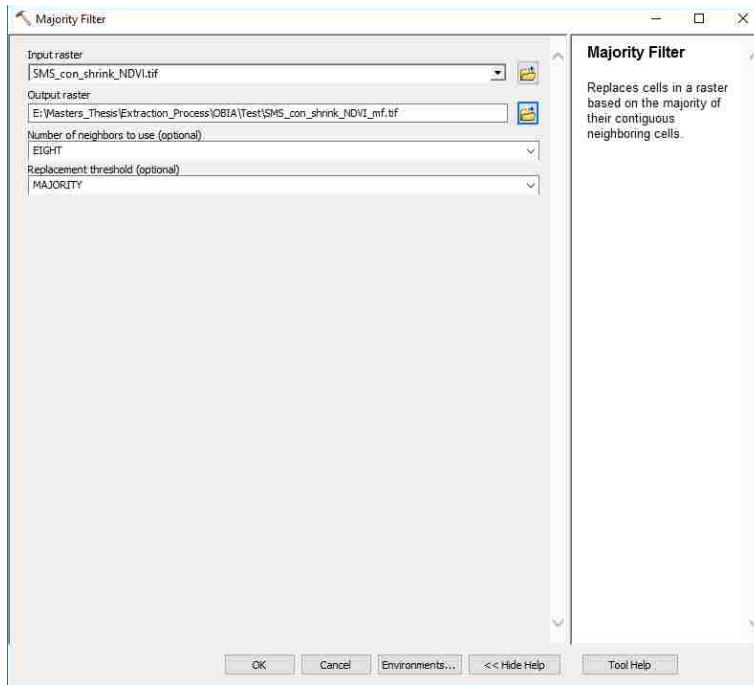 Majority Filter
Input raster
SMS_con_shrink_NDVI.tif
Output raster
E:\Masters_Thesis\Extraction_Process\OBIA\Test\SMS_con_shrink_NDVI_mf.tif
Number of neighbors to use (optional)
EIGHT
Replacement threshold (optional)
MAJORITY
Majority Filter
Replaces cells in a raster
based on the majority of
their contiguous
neighboring cells.
OK
Cancel
Environments...
<< Hide Help
Tool Help